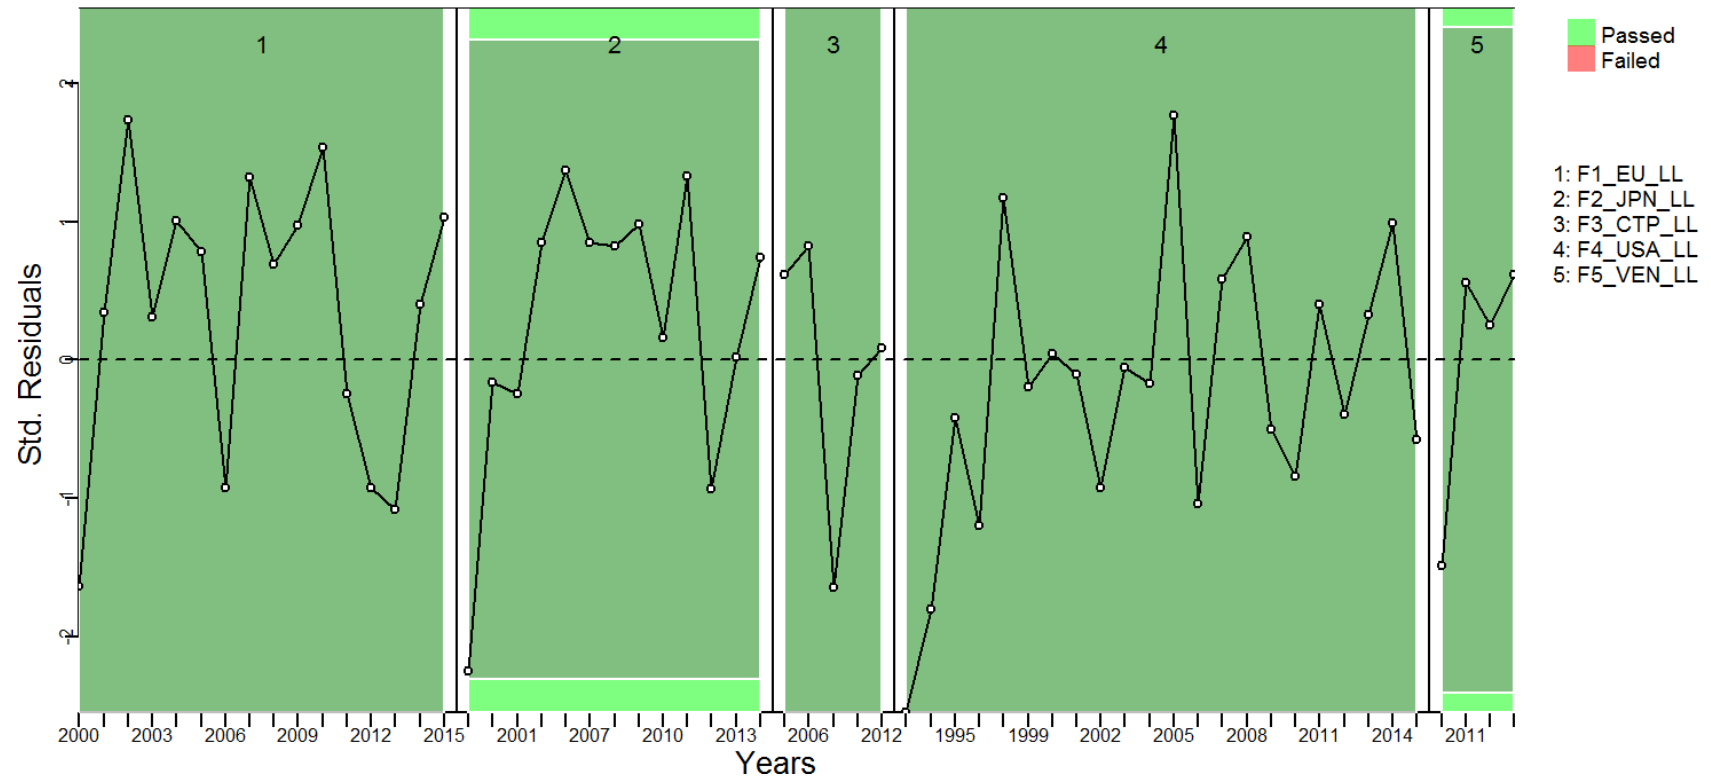 1
2
3
4
5
Passed
Failed
1: F1_EU_LL
2: F2_JPN_LL
3: F3_CTP_LL
4: F4_USA_LL
5: F5_VEN_LL
Std. Residuals
2
1
0
-1
-2
2000 2003 2006 2009 2012 2015 2001 2007 2010 2013 2006 2012 1995 1999 2002 2005 2008 2011 2014 2011
Years